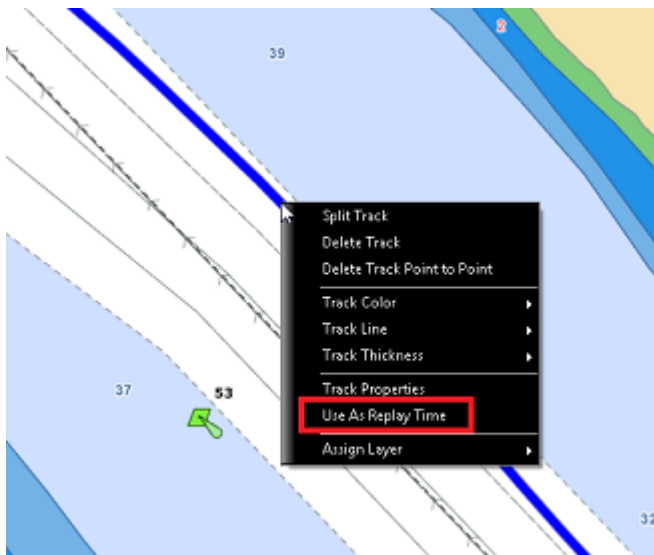 2
39
Split Track
Delete Track
Delete Track Point to Point
Track Color
Track Line
Track Thickness
Track Properties
Use As Replay Time
Assign Layer
37
53
32